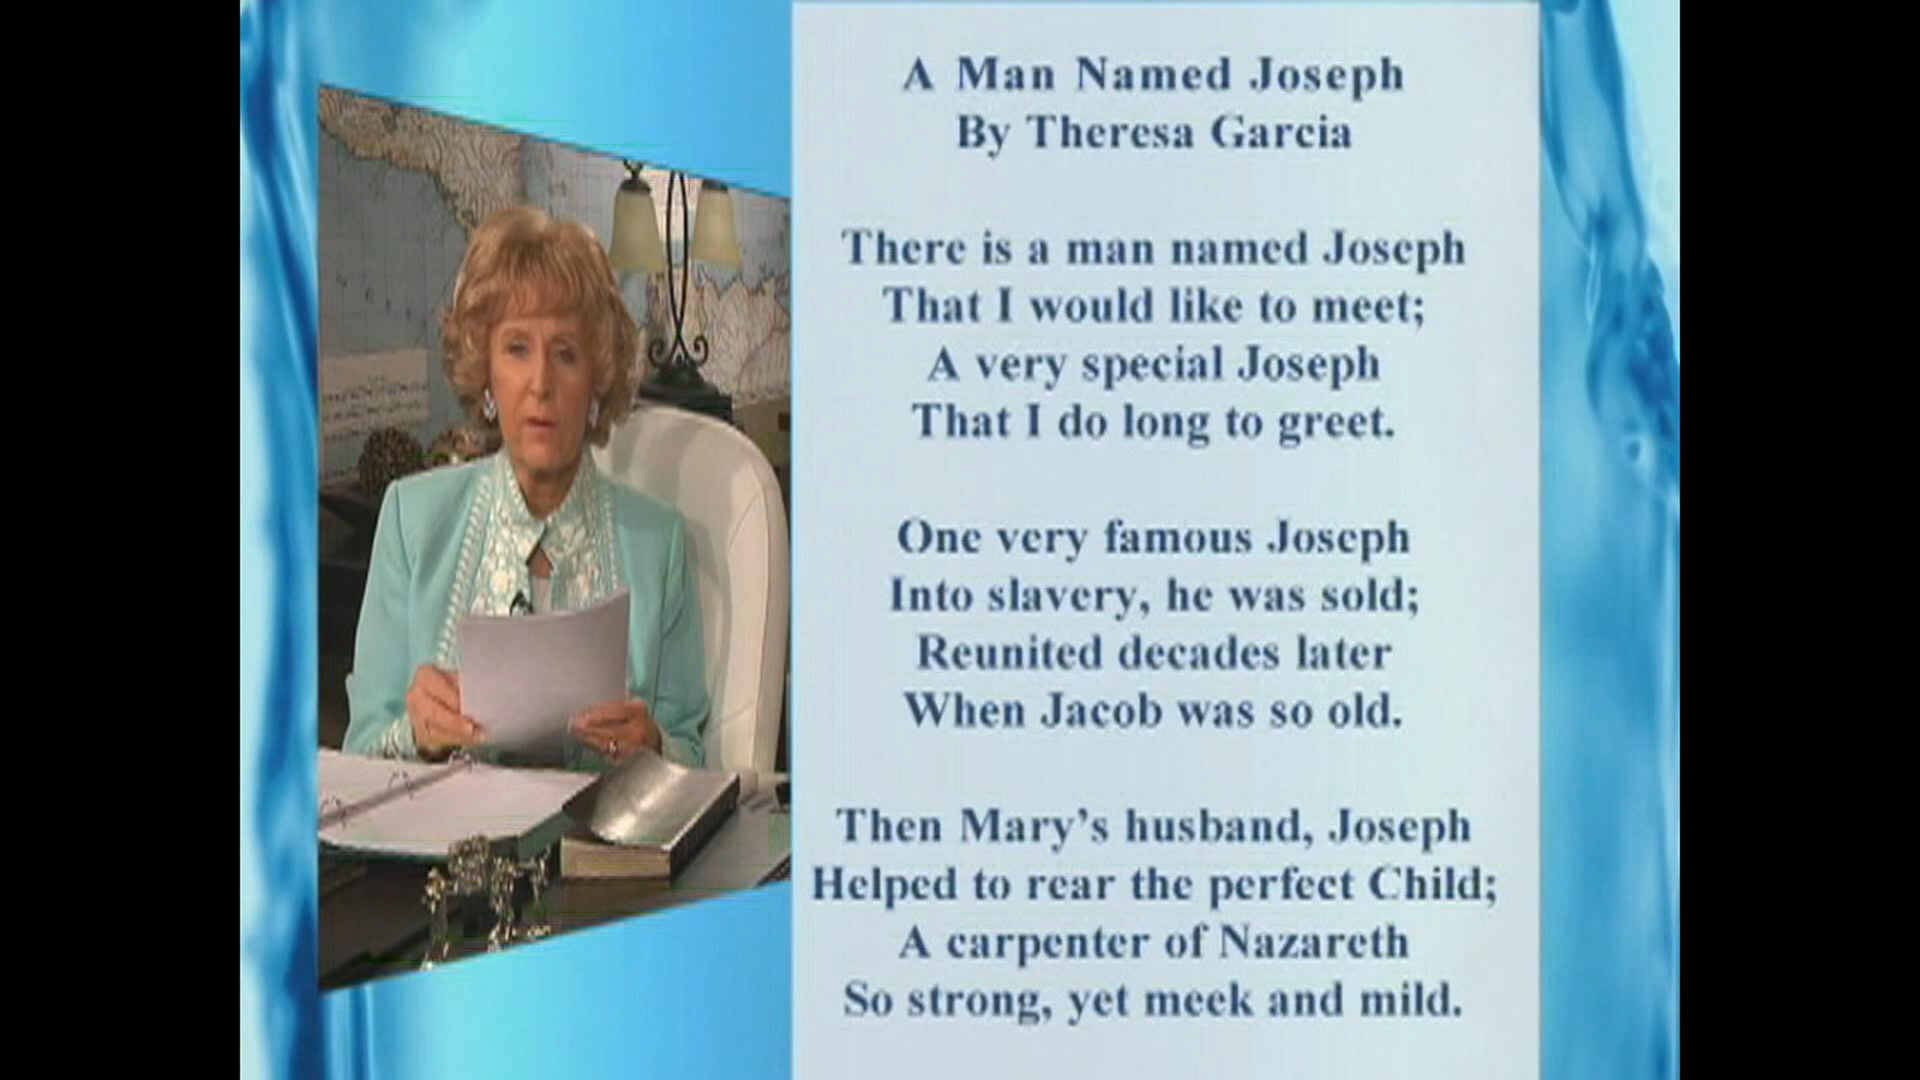 A Man Named Joseph
By Theresa Garcia
There is a man named Joseph
That I would like to meet;
A very special Joseph
That I do long to greet.
One very famous Joseph
Into slavery, he was sold;
Reunited decades later
When Jacob was so old.
Then Mary’s husband, Joseph
Helped to rear the perfect Child;
A carpenter of Nazareth
So strong, yet meek and mild.